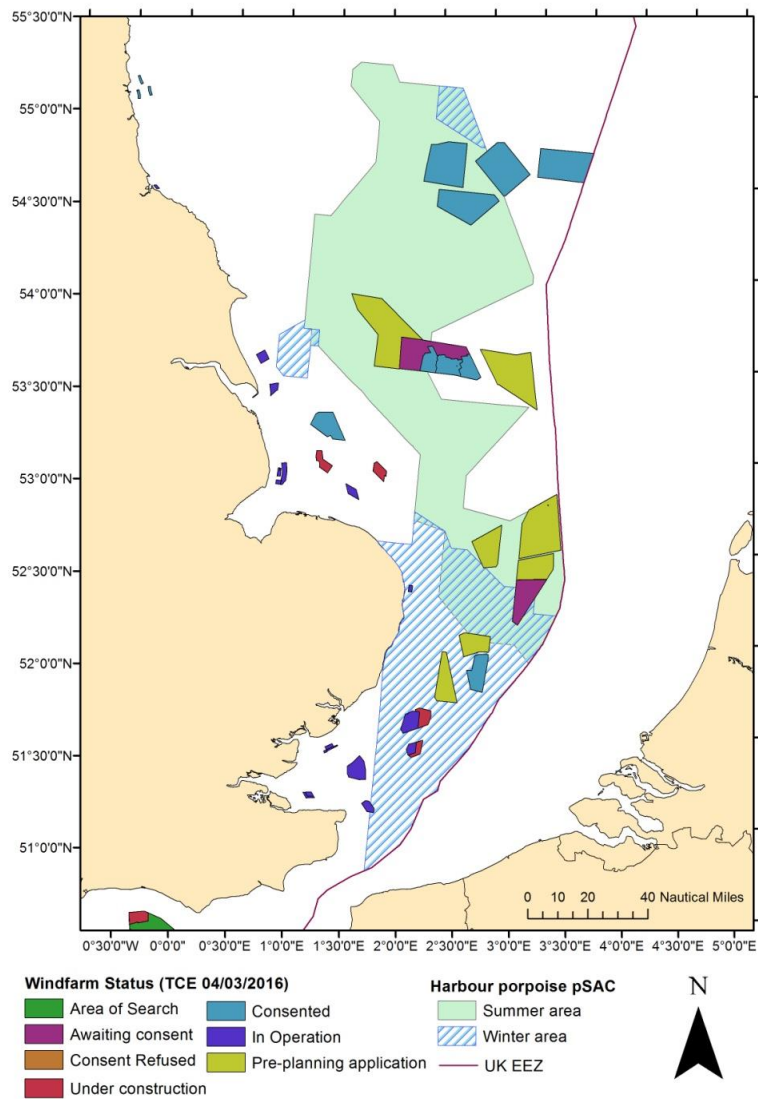 55°30'0"N
55°0'0"N
54°30'0"N
54°0'0"N
53°30'0"N
53°0'0"N
52°30'0"N
52°0'0"N
51°30'0"N
51°0'0"N
0 10 20 40 Nautical Miles
0°30'0"W 0°0'0" 0°30'0"E 1°0'0"E 1°30'0"E 2°0'0"E 2°30'0"E 3°0'0"E 3°30'0"E 4°0'0"E 4°30'0"E 5°0'0"E
Windfarm Status (TCE 04/03/2016)
Area of Search
Awaiting consent
Consent Refused
Under construction
Consented
In Operation
Pre-planning application
Harbour porpoise pSAC
Summer area
Winter area
UK EEZ
N